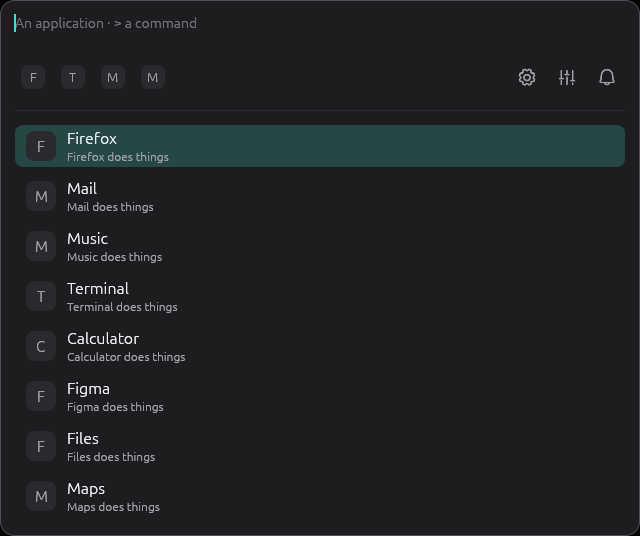 An application · > a command
F T M M
F Firefox
Firefox does things
M Mail
Mail does things
M Music
Music does things
T Terminal
Terminal does things
C Calculator
Calculator does things
F Figma
Figma does things
F Files
Files does things
M Maps
Maps does things